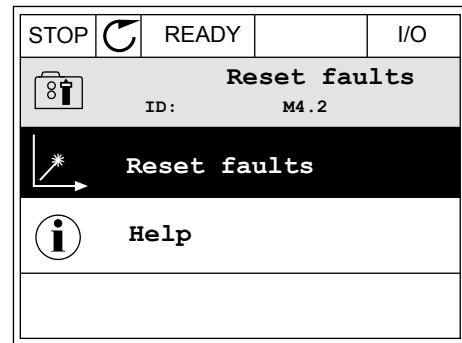 STOP READY I/O
Reset faults
ID: M4.2
Reset faults
Help